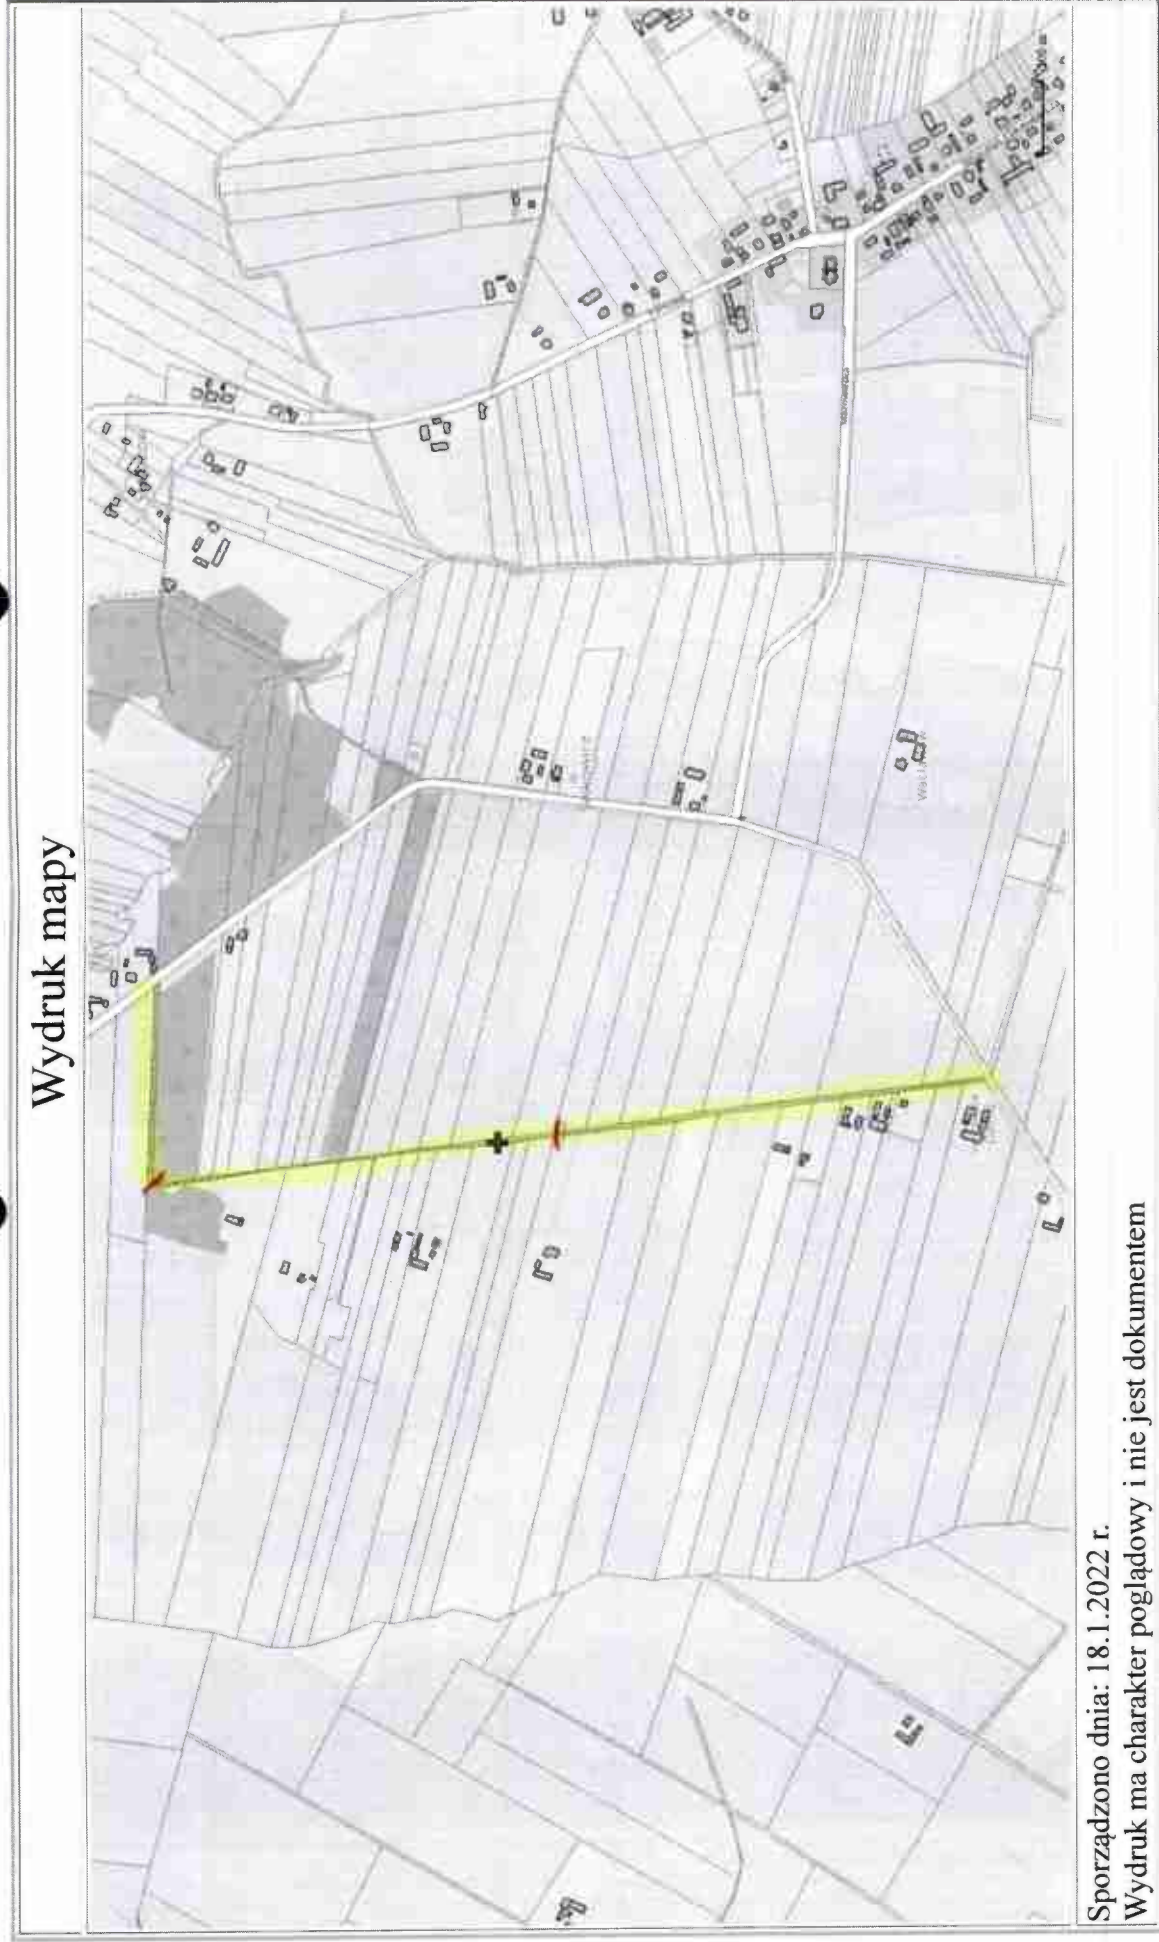 Wydruk mapy
Sporządzono dnia: 18.1.2022 r.
Wydruk ma charakter poglądowy i nie jest dokumentem